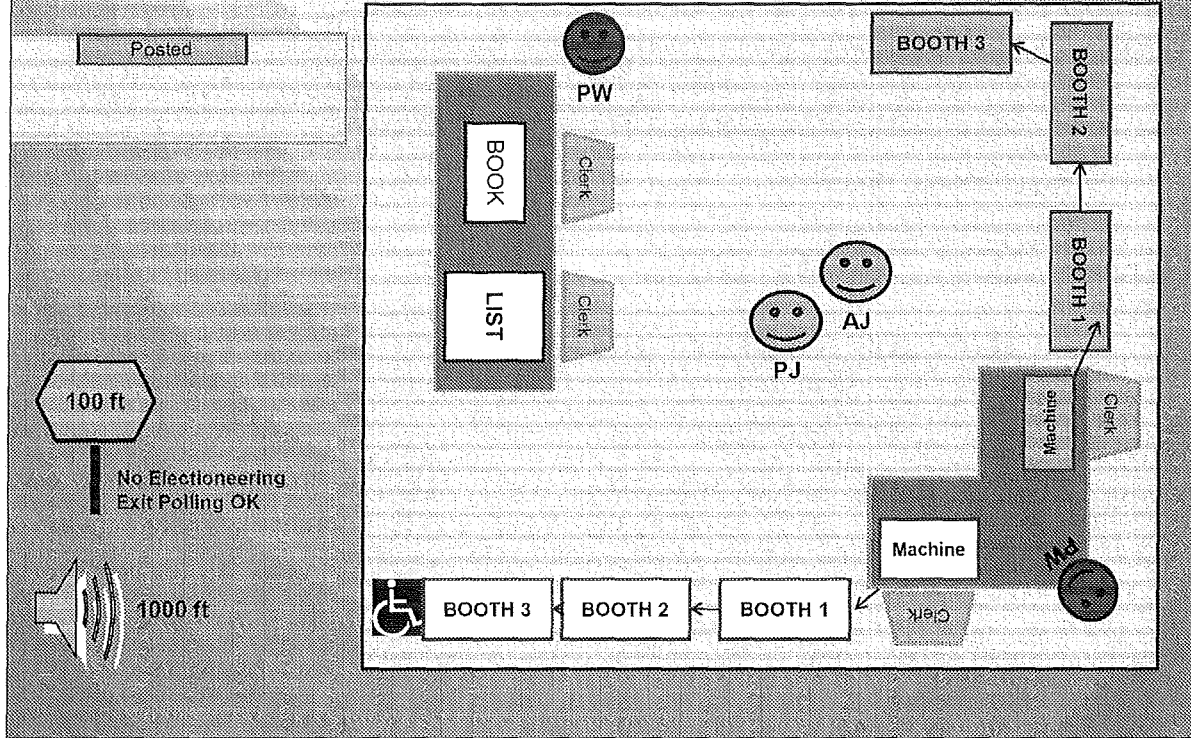 Posted
PW
BOOTH 3
BOOTH 2
BOOTH 1
BOOK
Clerk
LIST
Clerk
AJ
PJ
100 ft
No Electioneering
Exit Polling OK
1000 ft
Machine
Clerk
Machine
Clerk
PW
BOOTH 3
BOOTH 2
BOOTH 1